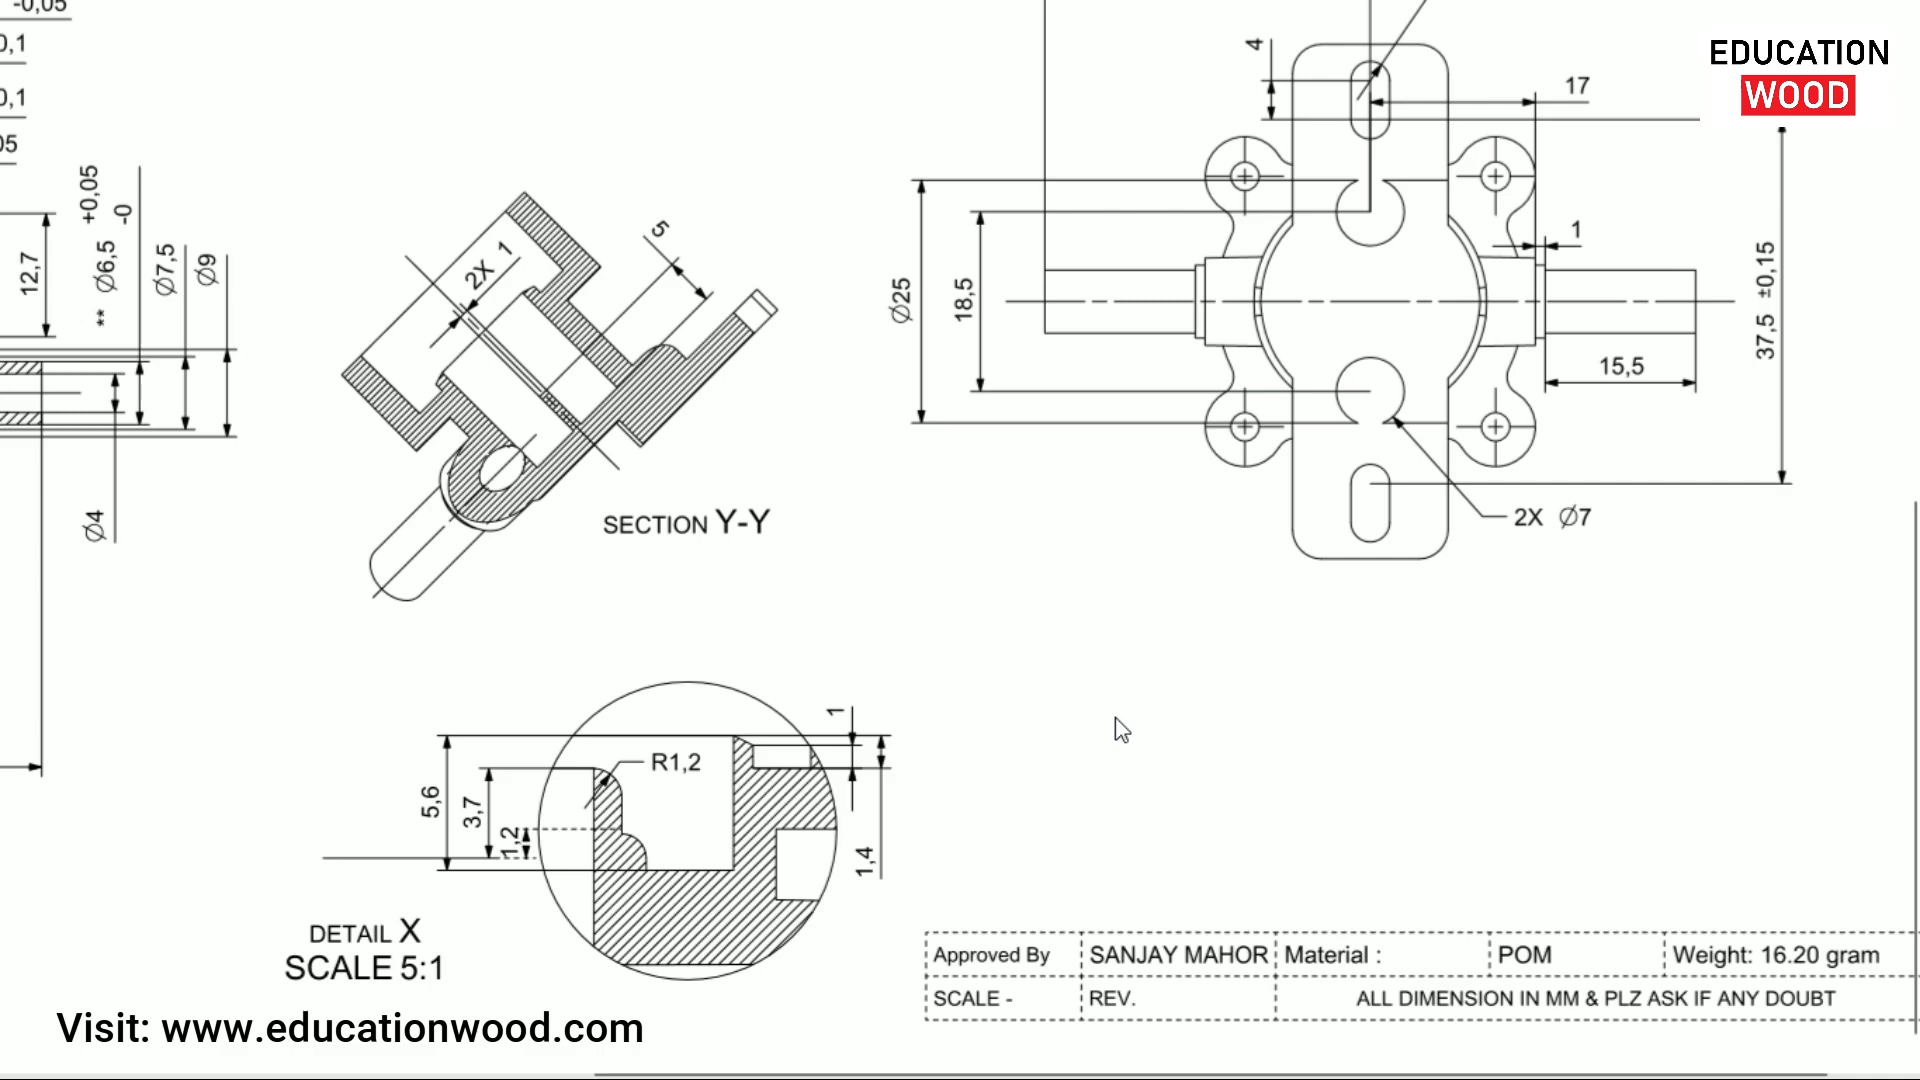 -0,05
0,1
0,1
05
12,7
** Ø6,5 +0,05 -0
Ø7,5
Ø9
Ø4
2X 1
5
SECTION Y-Y
4
17
EDUCATION
WOOD
1
Ø25
18,5
37,5 ±0,15
15,5
2X Ø7
1
R1,2
5,6
3,7
1,2
1,4
DETAIL X
SCALE 5:1
Approved By SANJAY MAHOR Material : POM Weight: 16.20 gram
SCALE - REV. ALL DIMENSION IN MM & PLZ ASK IF ANY DOUBT
Visit: www.educationwood.com